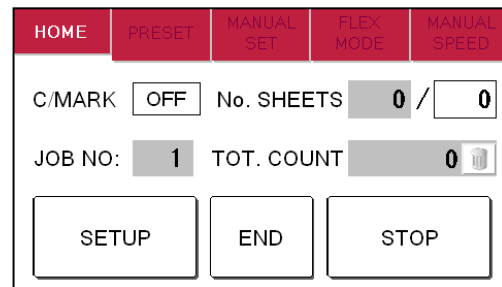 HOME PRESET MANUAL SET FLEX MODE MANUAL SPEED
C/MARK OFF No. SHEETS 0 / 0
JOB NO: 1 TOT. COUNT 0
SETUP END STOP